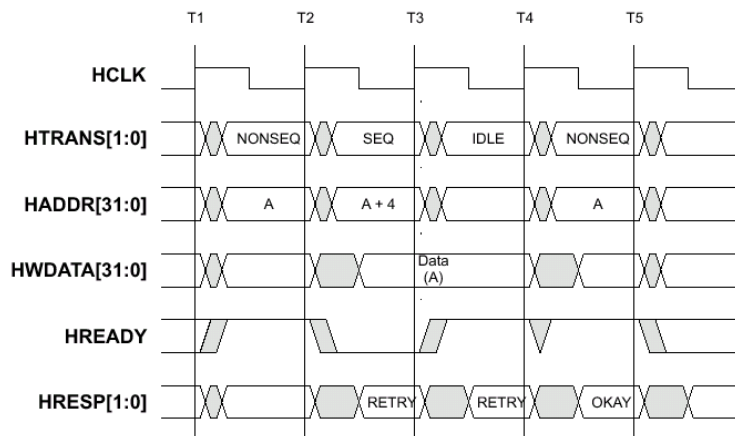 T1 T2 T3 T4 T5
HCLK
HTRANS[1:0] NONSEQ SEQ IDLE NONSEQ
HADDR[31:0] A A + 4 A
HWDATA[31:0] Data
(A)
HREADY
HRESP[1:0] RETRY RETRY OKAY